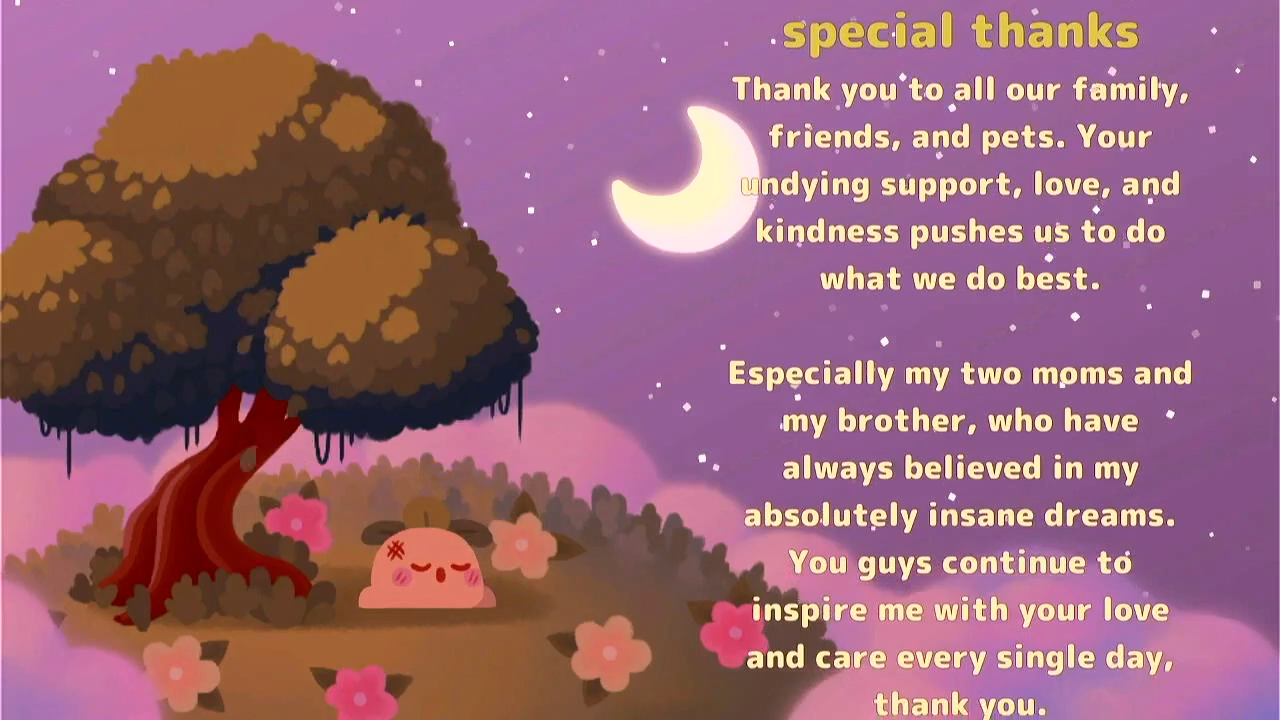 special thanks
Thank you to all our family,
friends, and pets. Your
undying support, love, and
kindness pushes us to do
what we do best.
Especially my two moms and
my brother, who have
always believed in my
absolutely insane dreams.
You guys continue to
inspire me with your love
and care every single day,
thank you.